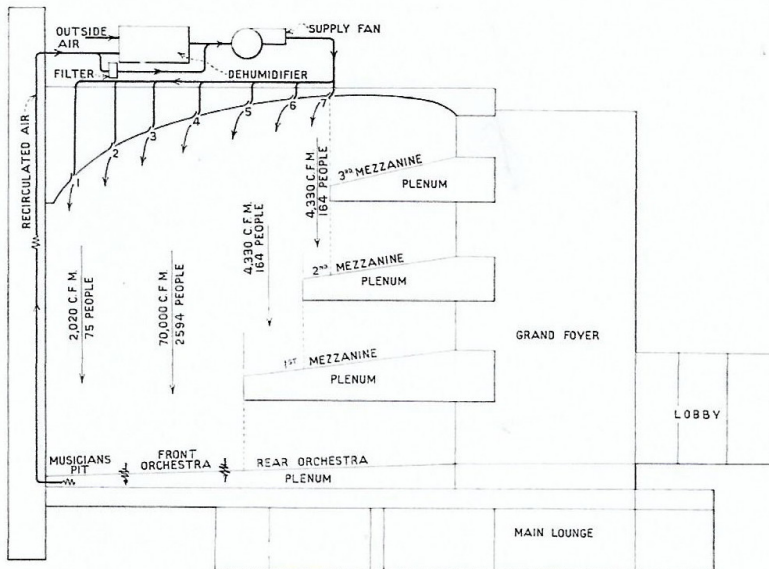 OUTSIDE
AIR
SUPPLY FAN
FILTER
DEHUMIDIFIER
1
2
3
4
5
6
7
RECIRCULATED AIR
3RD MEZZANINE
PLENUM
4,330 C.F.M.
164 PEOPLE
4,330 C.F.M.
164 PEOPLE
2ND MEZZANINE
PLENUM
2,020 C.F.M.
75 PEOPLE
70,000 C.F.M.
2594 PEOPLE
GRAND FOYER
1ST MEZZANINE
PLENUM
LOBBY
MUSICIANS
PIT
FRONT
ORCHESTRA
REAR ORCHESTRA
PLENUM
MAIN LOUNGE